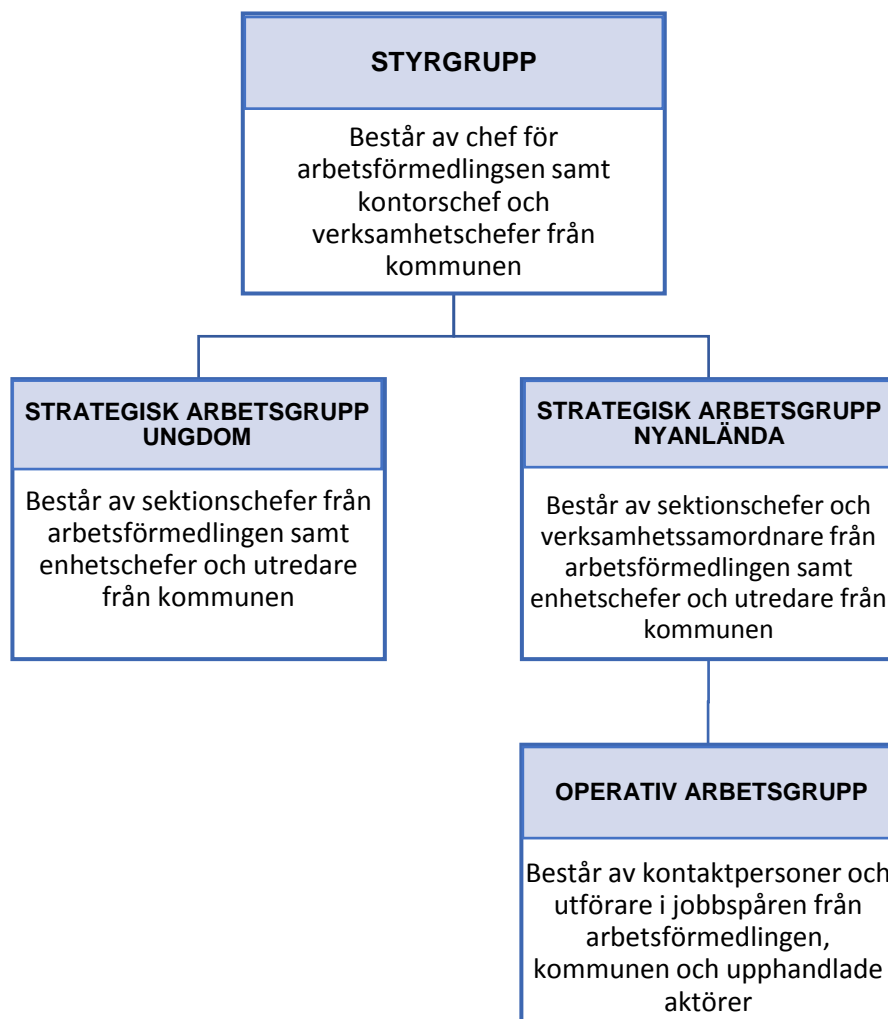 STYRGRUPP
Består av chef för
arbetsförmedlingsen samt
kontorschef och
verksamhetschefer från
kommunen
STRATEGISK ARBETSGRUPP
UNGDOM
Består av sektionschefer från
arbetsförmedlingen samt
enhetschefer och utredare
från kommunen
STRATEGISK ARBETSGRUPP
NYANLÄNDA
Består av sektionschefer och
verksamhetssamordnare från
arbetsförmedlingen samt
enhetschefer och utredare från
kommunen
OPERATIV ARBETSGRUPP
Består av kontaktpersoner och
utförare i jobbspåren från
arbetsförmedlingen,
kommunen och upphandlade
aktörer